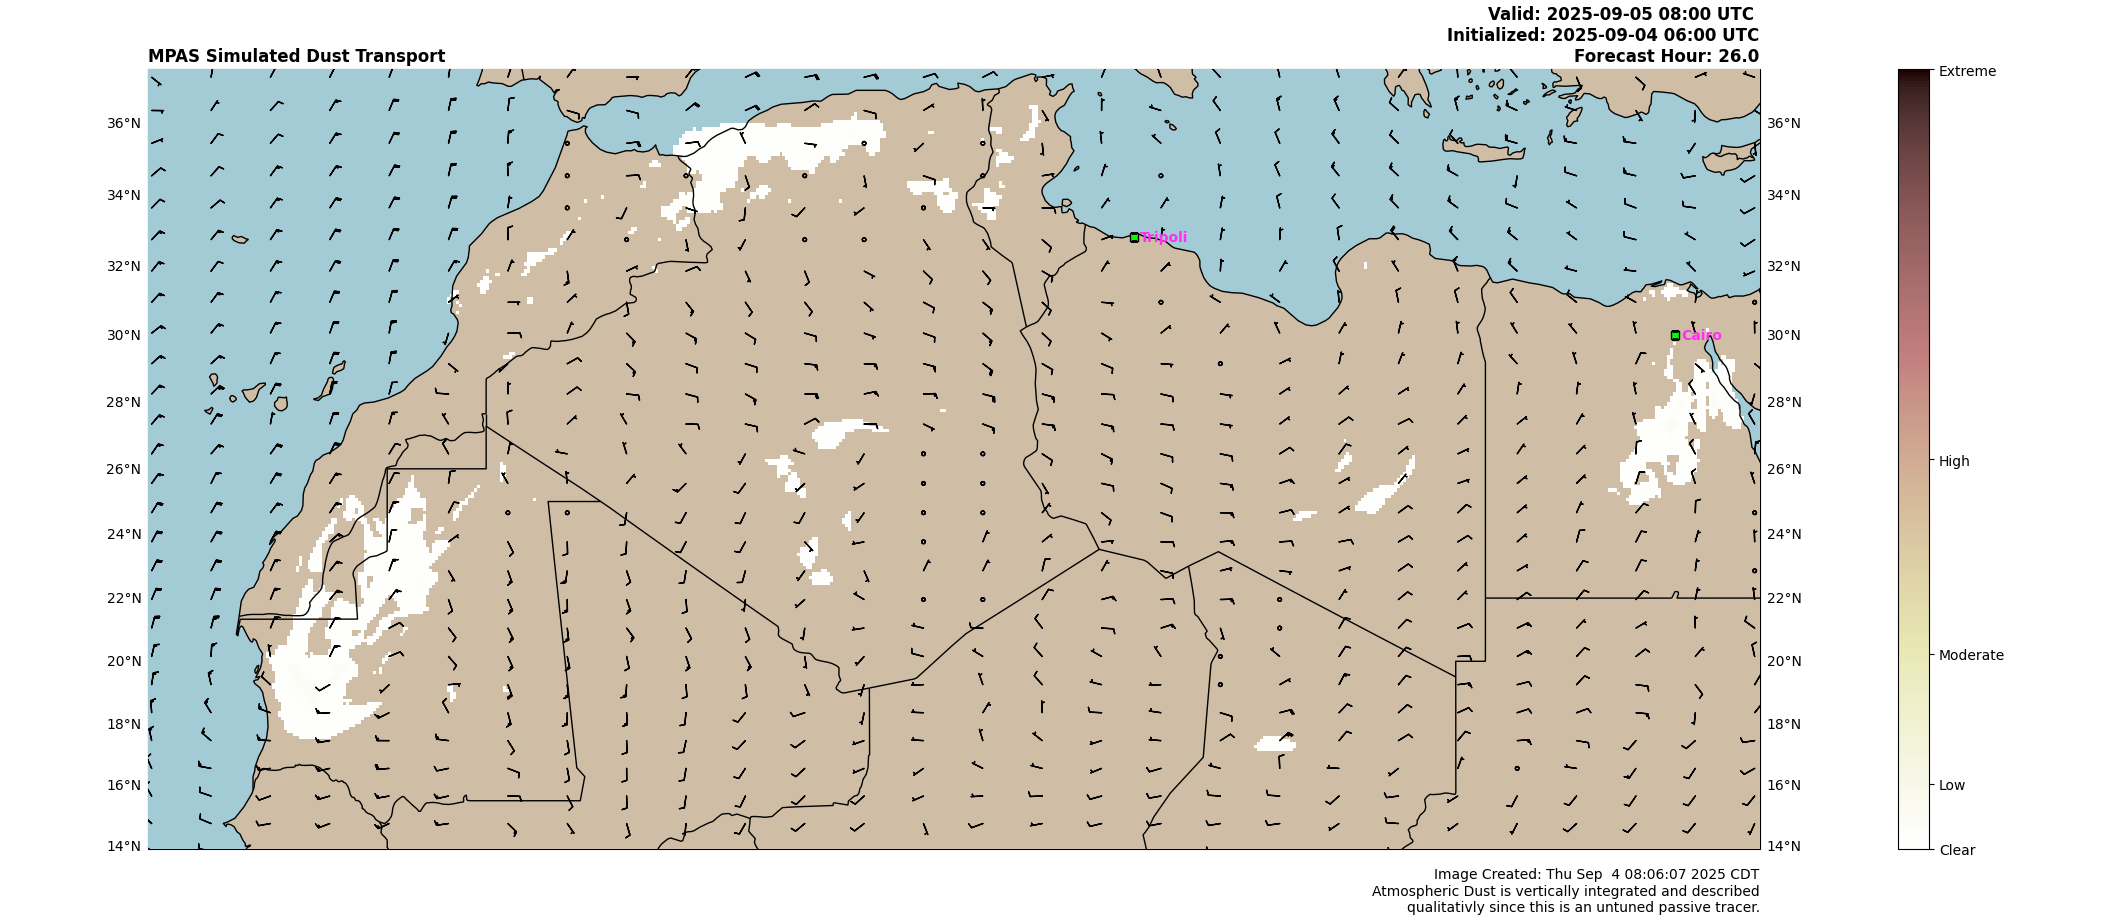 Valid: 2025-09-05 08:00 UTC
Initialized: 2025-09-04 06:00 UTC
MPAS Simulated Dust Transport
Forecast Hour: 26.0
Extreme
36°N
36°N
34°N
34°N
Tripoli
32°N
32°N
30°N
Cairo
30°N
28°N
28°N
26°N
26°N
High
24°N
24°N
22°N
22°N
20°N
20°N
Moderate
18°N
18°N
16°N
16°N
Low
14°N
14°N
Clear
Image Created: Thu Sep  4 08:06:07 2025 CDT
Atmospheric Dust is vertically integrated and described
qualitativly since this is an untuned passive tracer.